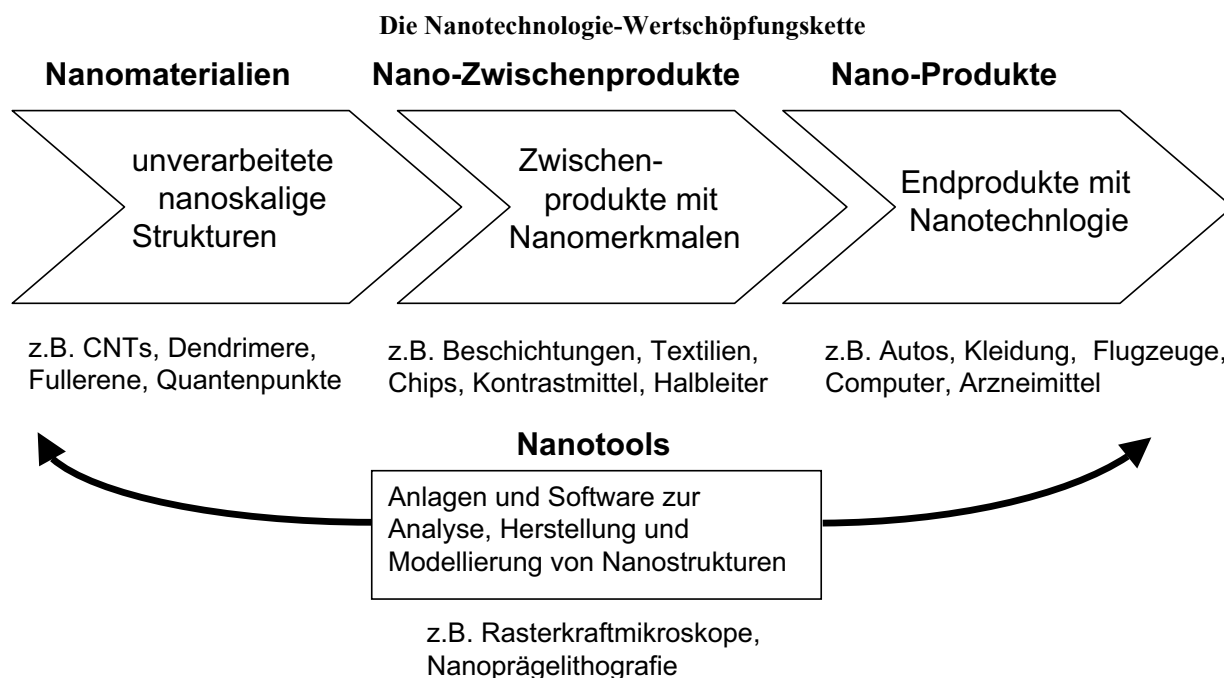 Die Nanotechnologie-Wertschöpfungskette
Nanomaterialien
unverarbeitete
nanoskalige
Strukturen
z.B. CNTs, Dendrimere,
Fullerene, Quantenpunkte
Nano-Zwischenprodukte
Zwischen-
produkte mit
Nanomerkmalen
z.B. Beschichtungen, Textilien,
Chips, Kontrastmittel, Halbleiter
Nano-Produkte
Endprodukte mit
Nanotechnlogie
z.B. Autos, Kleidung, Flugzeuge,
Computer, Arzneimittel
Nanotools
Anlagen und Software zur
Analyse, Herstellung und
Modellierung von Nanostrukturen
z.B. Rasterkraftmikroskope,
Nanoprägelithografie